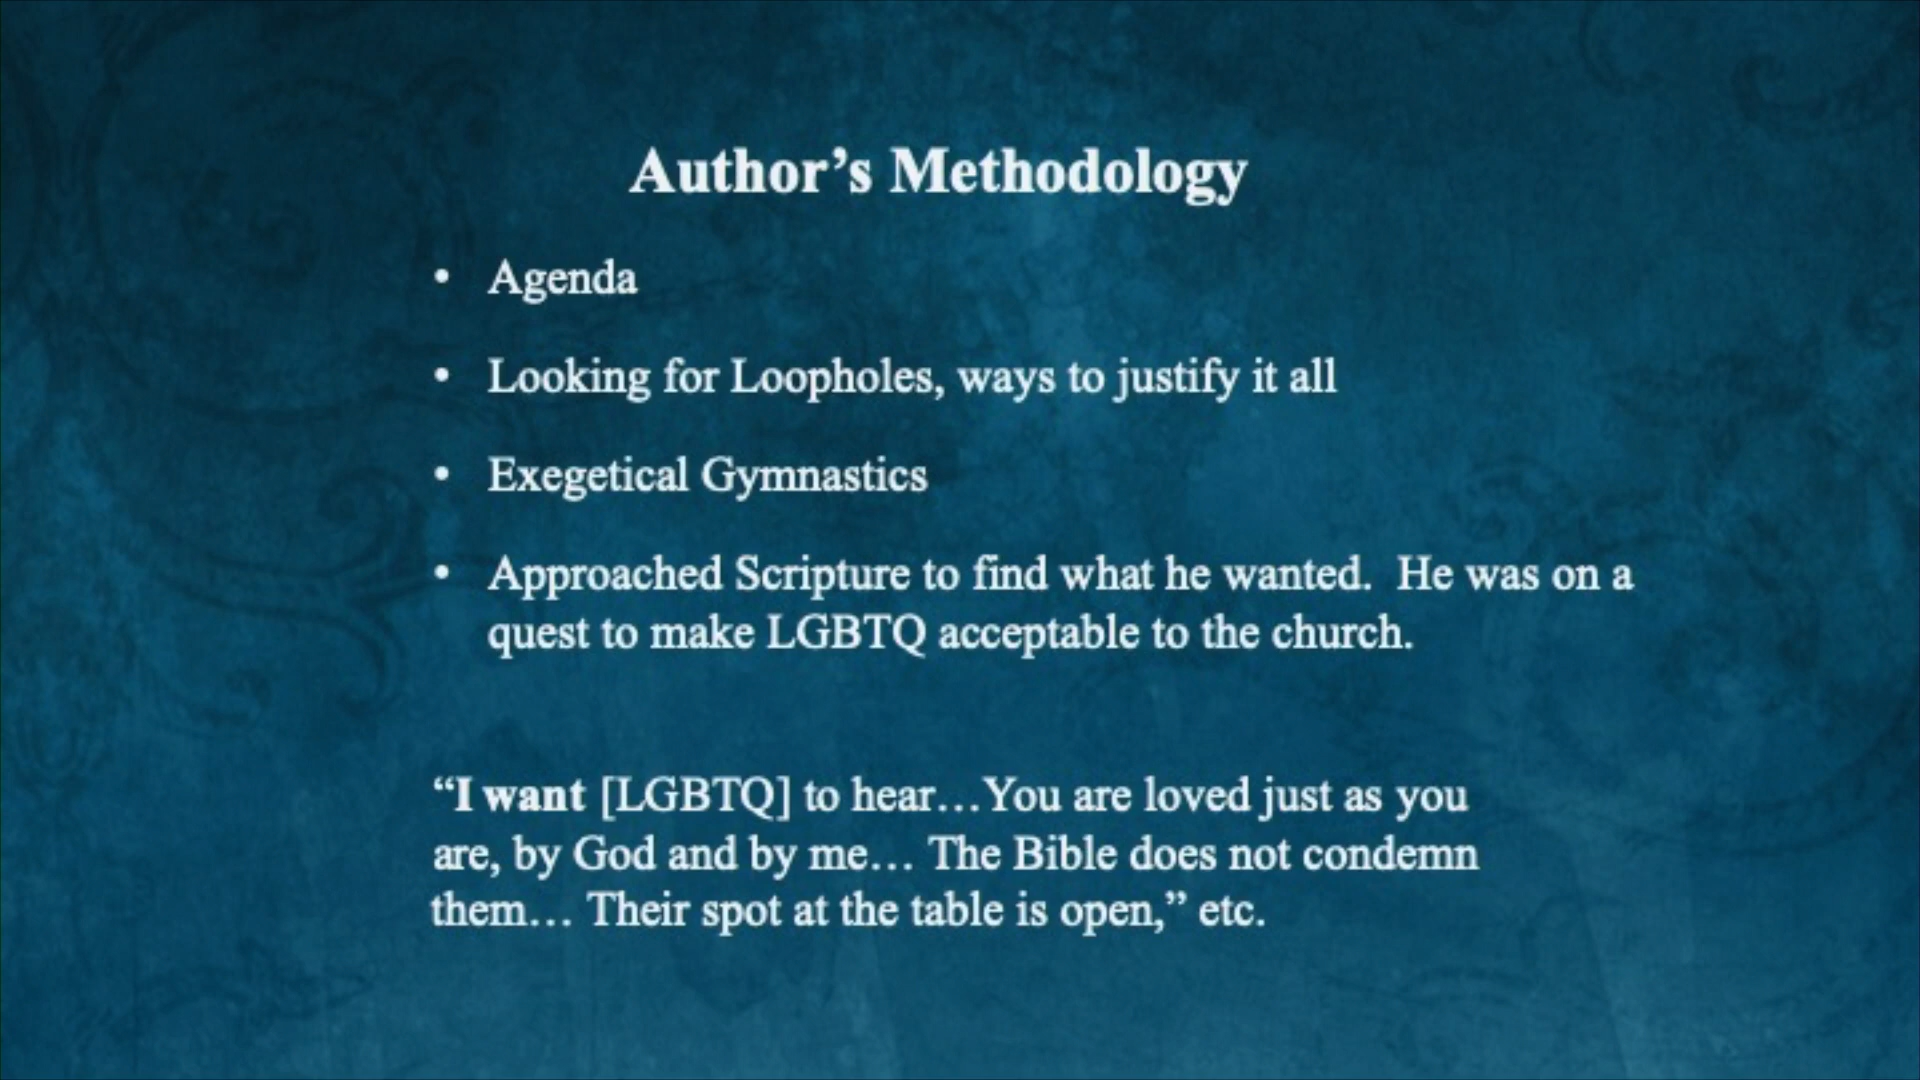 Author’s Methodology
• Agenda
• Looking for Loopholes, ways to justify it all
• Exegetical Gymnastics
• Approached Scripture to find what he wanted.  He was on a
quest to make LGBTQ acceptable to the church.
“I want [LGBTQ] to hear…You are loved just as you
are, by God and by me… The Bible does not condemn
them… Their spot at the table is open,” etc.